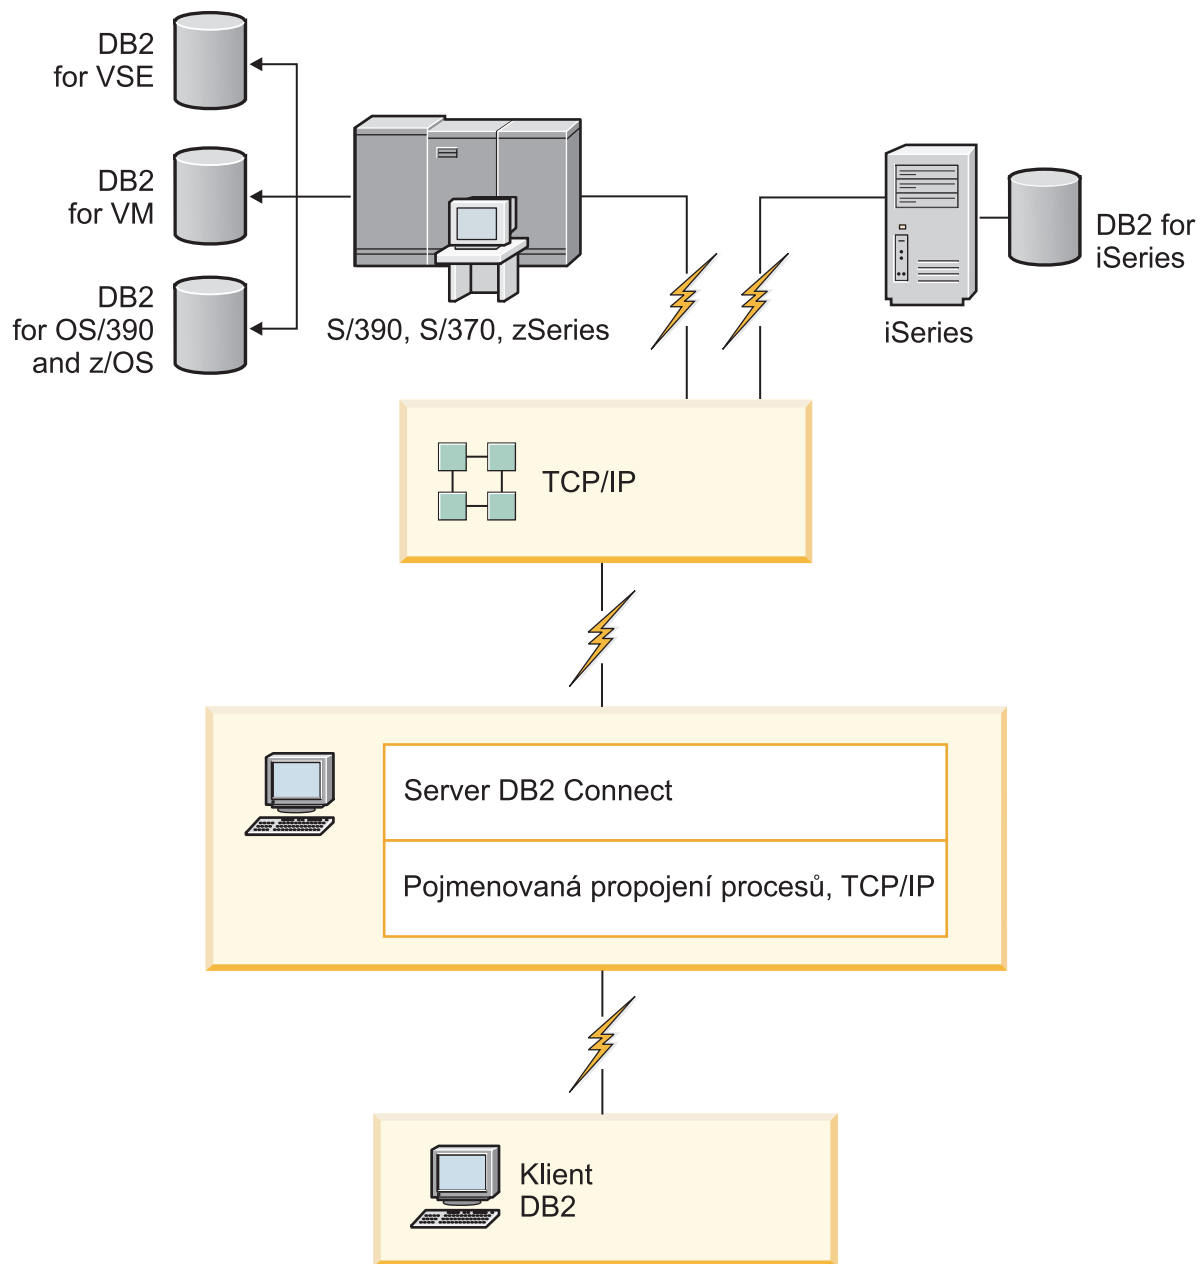 DB2
for VSE
DB2
for VM
DB2
for OS/390
and z/OS
S/390, S/370, zSeries
iSeries
DB2 for
iSeries
TCP/IP
Server DB2 Connect
Pojmenovaná propojení procesů, TCP/IP
Klient
DB2